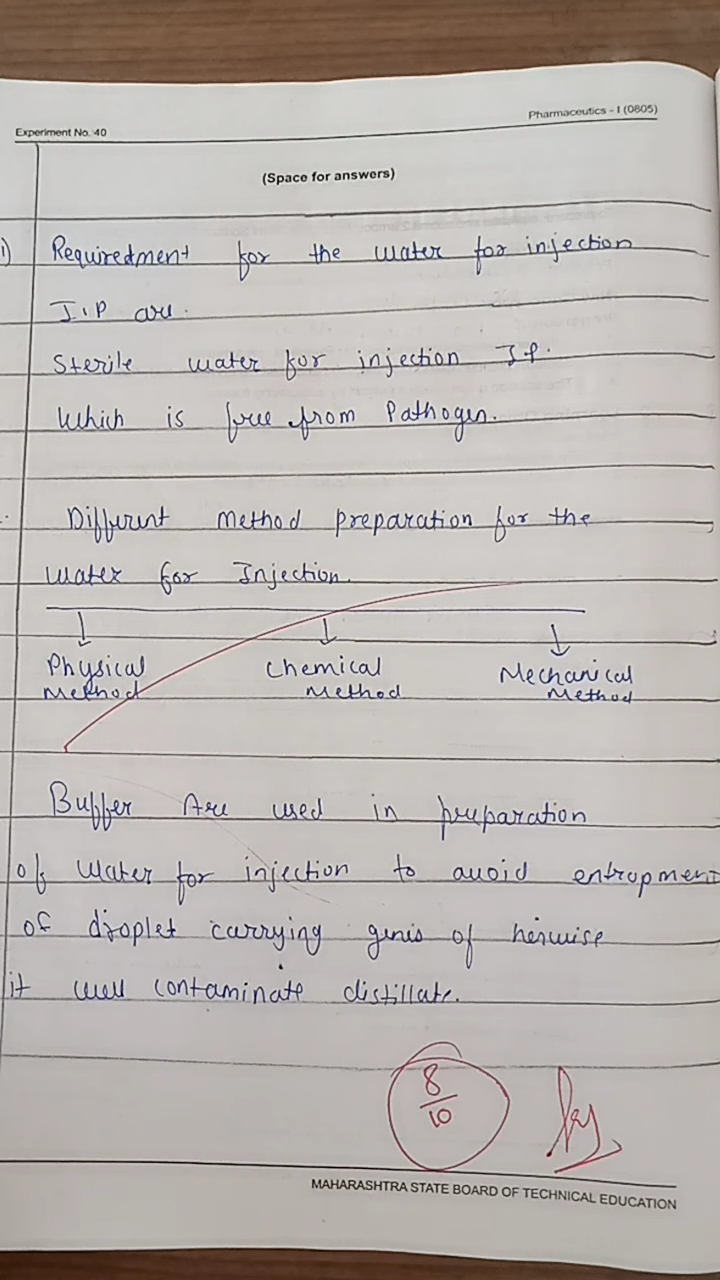 Pharmaceutics - I (0805)
Experiment No. 40
(Space for answers)
1) Requiredment for the water for injection
I.P are.
Sterile water for injection I.P.
Which is free from Pathogen.
Different method preparation for the
water for Injection.
Physical Chemical Mechanical
Method Method Method
Buffer Are used in preparation
of water for injection to avoid entropment
of droplet carrying genis of herwise
it well contaminate distillate.
8
10
MAHARASHTRA STATE BOARD OF TECHNICAL EDUCATION